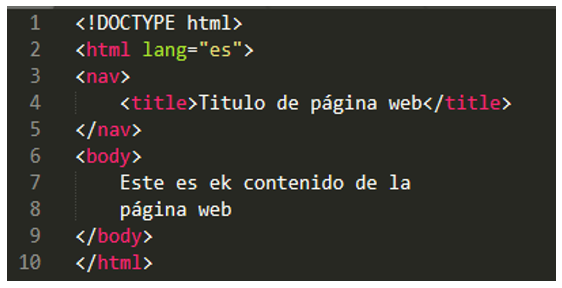 1 <!DOCTYPE html>
2 <html lang="es">
3 <nav>
4 <title>Titulo de página web</title>
5 </nav>
6 <body>
7 Este es ek contenido de la
8 página web
9 </body>
10 </html>